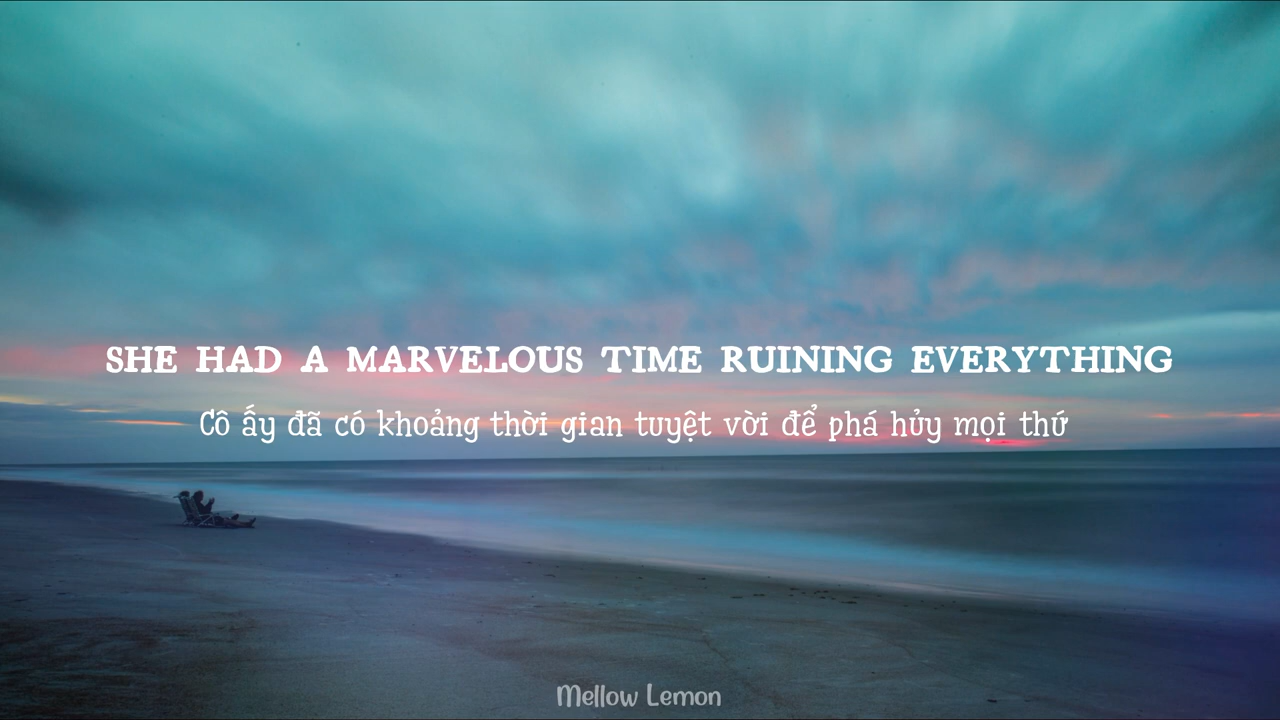 SHE HAD A MARVELOUS TIME RUINING EVERYTHING
Cô ấy đã có khoảng thời gian tuyệt vời để phá hủy mọi thứ
Mellow Lemon